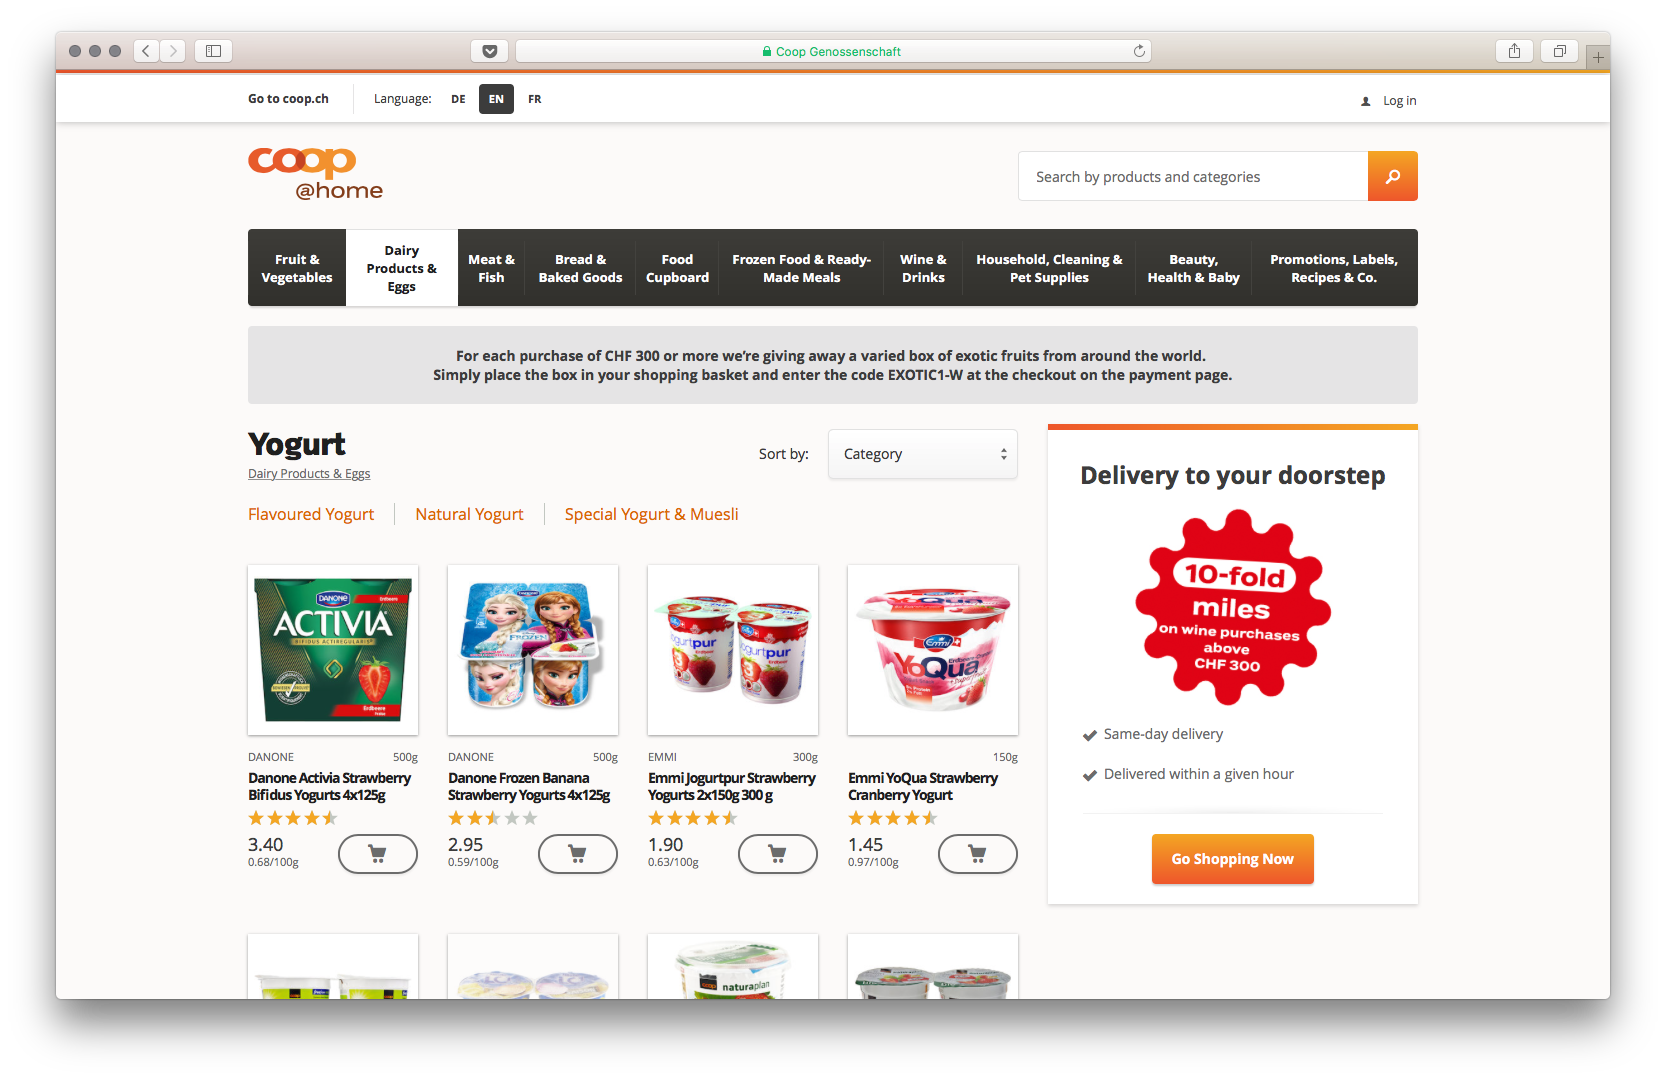 Coop Genossenschaft
Go to coop.ch
Language:
DE
EN
FR
Log in
coop
@home
Search by products and categories
Fruit &
Vegetables
Dairy
Products &
Eggs
Meat &
Fish
Bread &
Baked Goods
Food
Cupboard
Frozen Food & Ready-
Made Meals
Wine &
Drinks
Household, Cleaning &
Pet Supplies
Beauty,
Health & Baby
Promotions, Labels,
Recipes & Co.
For each purchase of CHF 300 or more we're giving away a varied box of exotic fruits from around the world.
Simply place the box in your shopping basket and enter the code EXOTIC1-W at the checkout on the payment page.
Yogurt
Dairy Products & Eggs
Sort by:
Category
Flavoured Yogurt
Natural Yogurt
Special Yogurt & Muesli
DANONE
Erdbeere
ACTIVIA
BIFIDUS ACTIREGULARIS
Erdbeere
FROZEN
Emmi
jogurtpur
jogurtpur
Emmi
YoQua
DANONE 500g
Danone Activia Strawberry
Bifidus Yogurts 4x125g
3.40
0.68/100g
DANONE 500g
Danone Frozen Banana
Strawberry Yogurts 4x125g
2.95
0.59/100g
EMMI 300g
Emmi Jogurtpur Strawberry
Yogurts 2x150g 300 g
1.90
0.63/100g
EMMI 150g
Emmi YoQua Strawberry
Cranberry Yogurt
1.45
0.97/100g
coop
naturaplan
Delivery to your doorstep
10-fold
miles
on wine purchases
above
CHF 300
Same-day delivery
Delivered within a given hour
Go Shopping Now